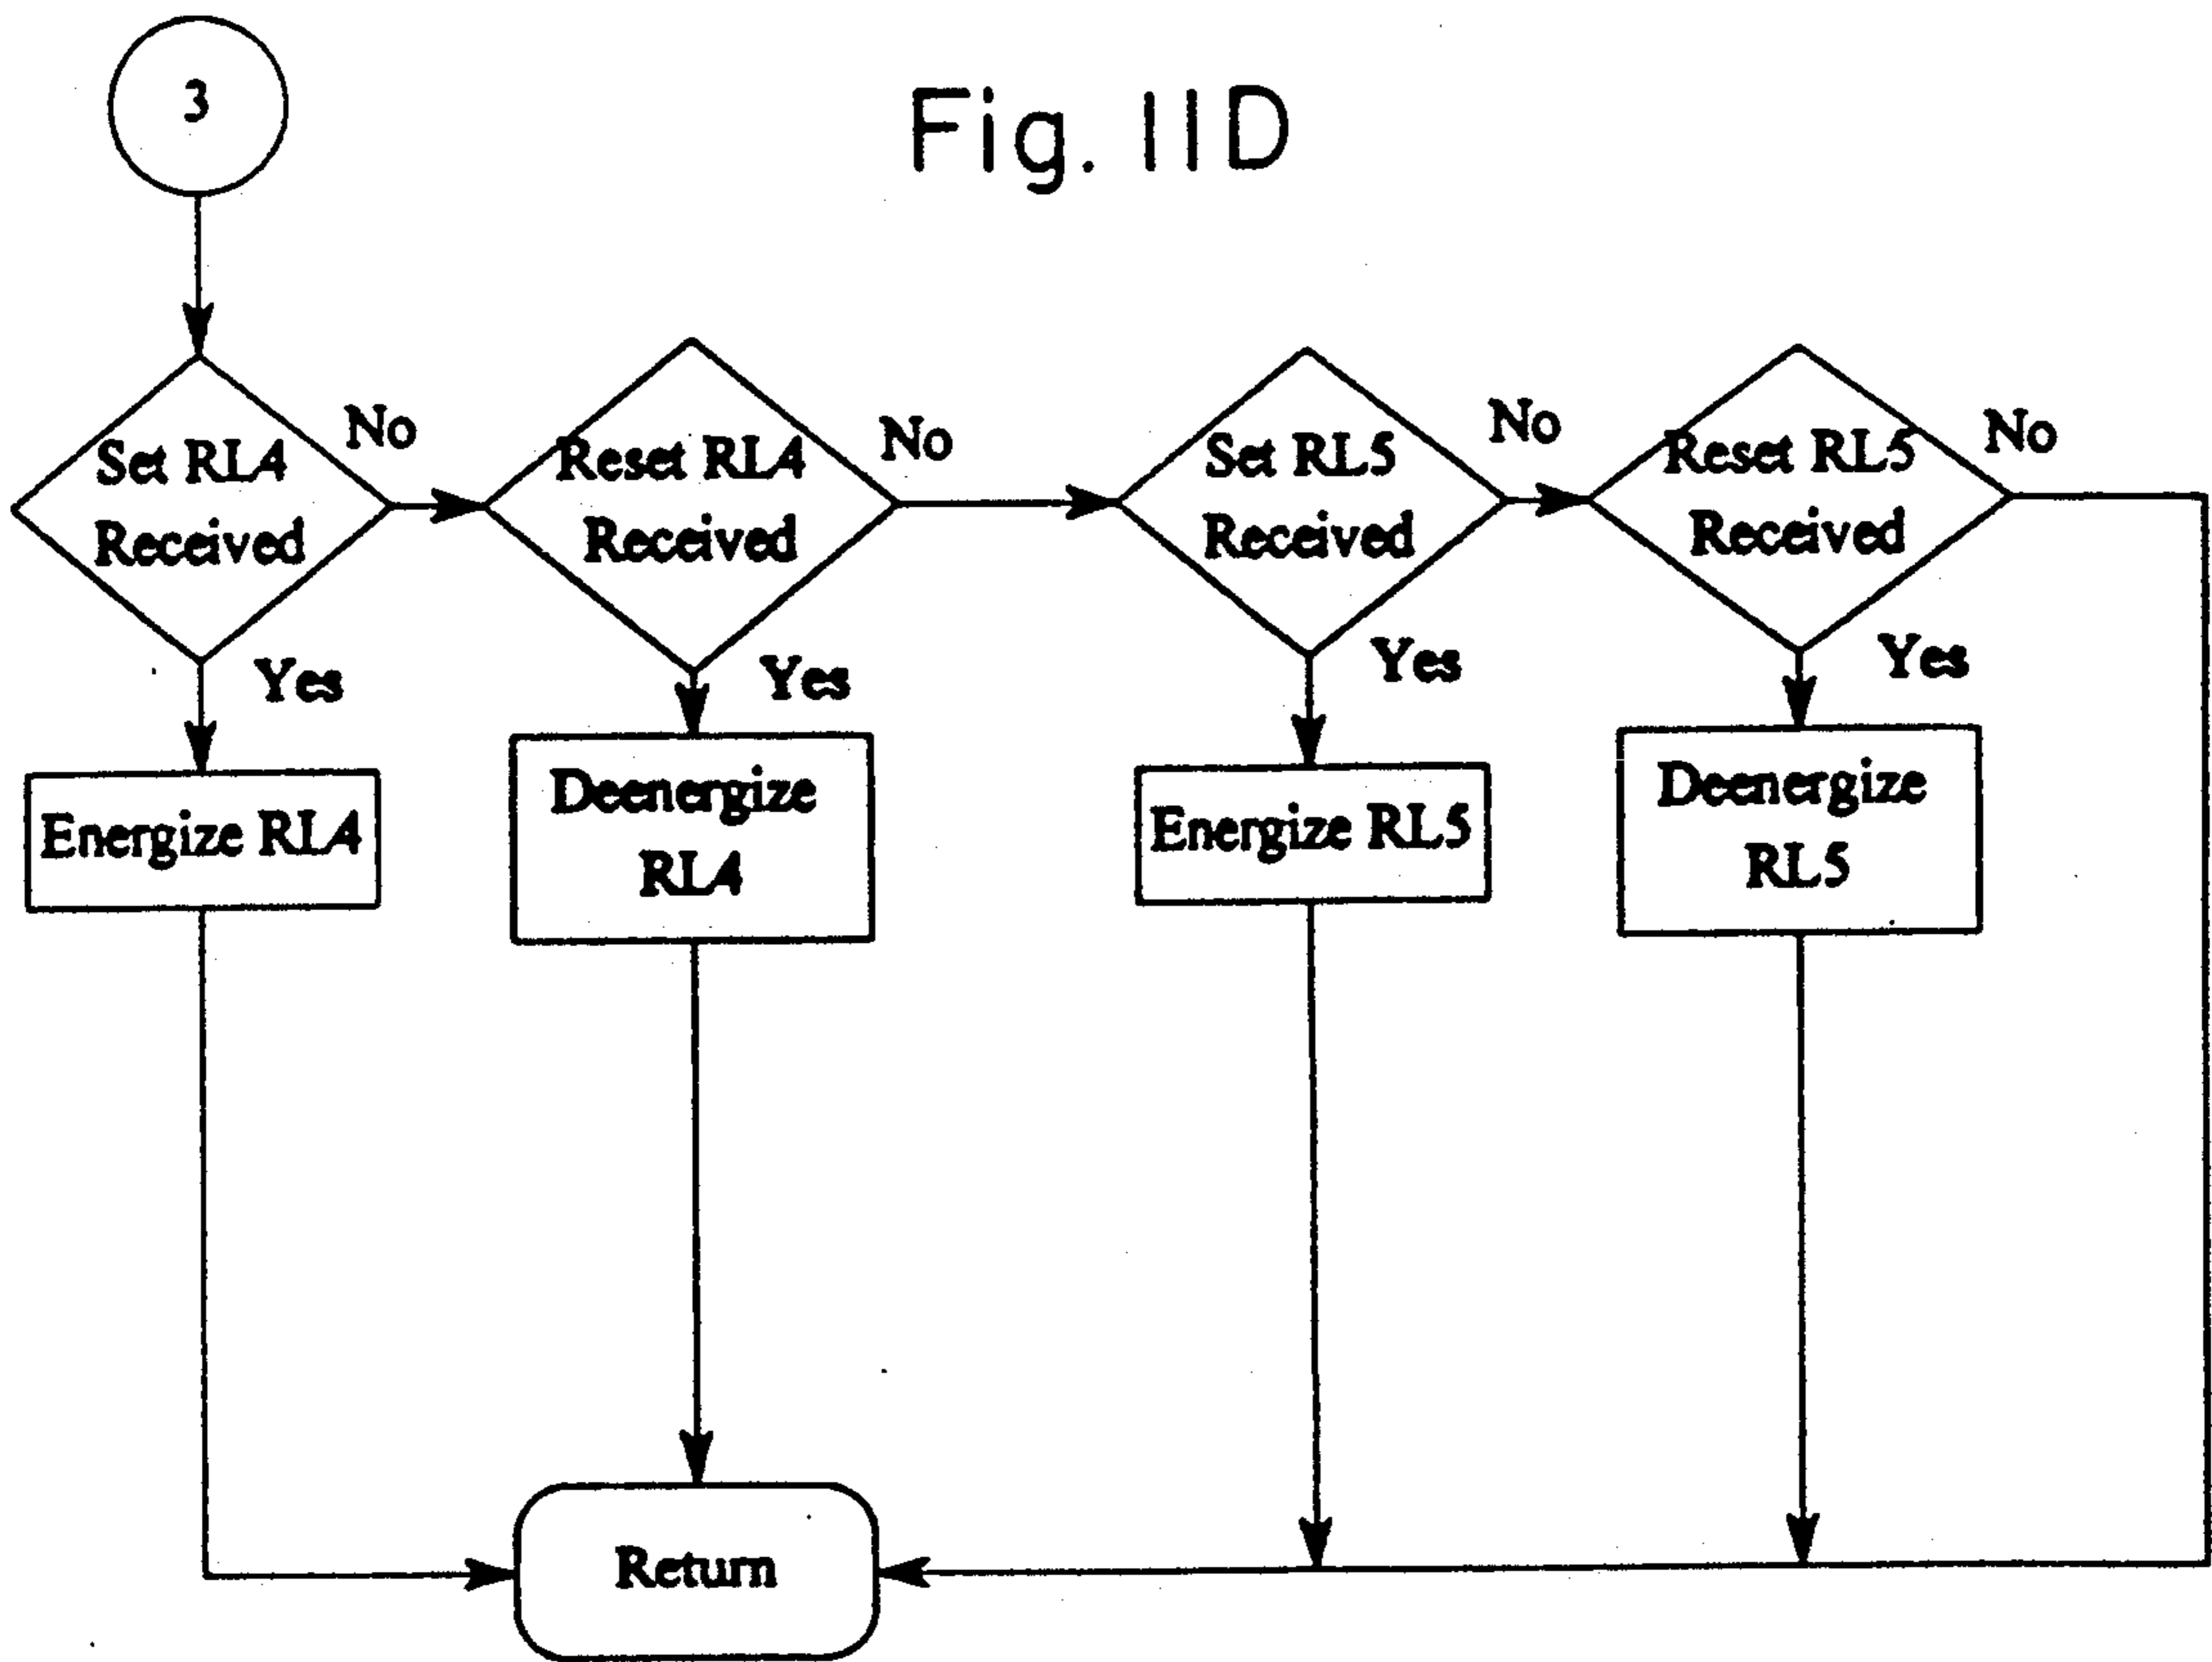 3
Fig. 11D
Set RL4
Received
No
Reset RL4
Received
No
Set RL5
Received
No
Reset RL5
Received
No
Yes
Yes
Yes
Yes
Energize RL4
Deenergize
RL4
Energize RL5
Deenergize
RL5
Return